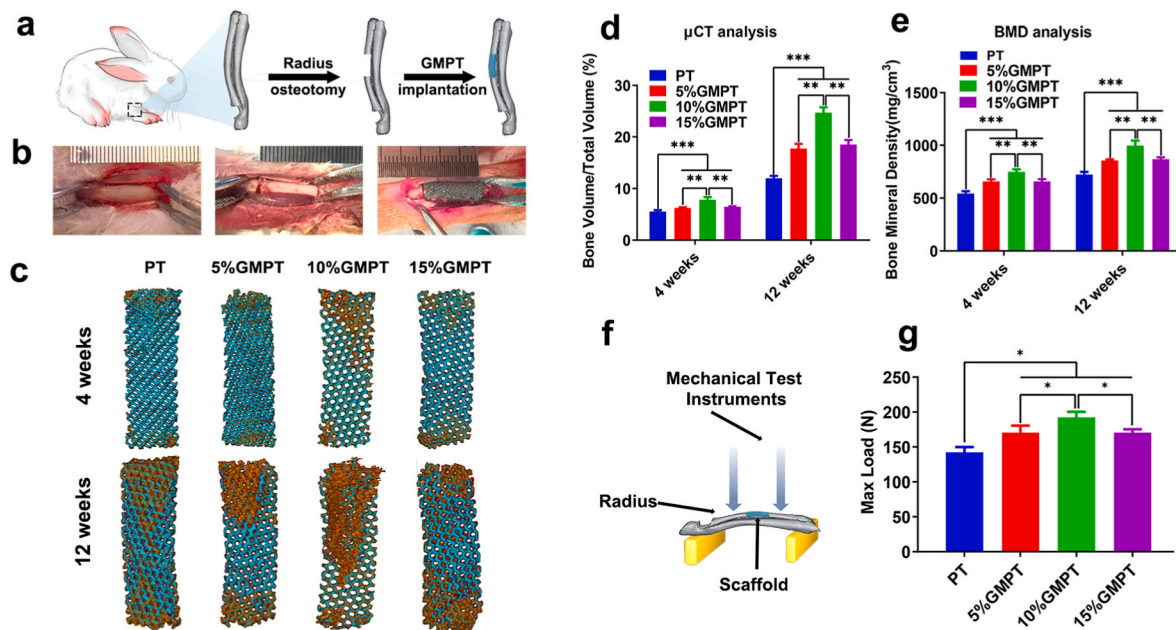 a
Radius
osteotomy
GMPT
implantation
b
c
PT 5%GMPT 10%GMPT 15%GMPT
4 weeks
12 weeks
d
µCT analysis
PT
5%GMPT
10%GMPT
15%GMPT
Bone Volume/Total Volume (%)
30
20
10
0
***
** **
***
** **
4 weeks
12 weeks
e
BMD analysis
PT
5%GMPT
10%GMPT
15%GMPT
Bone Mineral Density(mg/cm³)
1500
1000
500
0
***
** **
***
** **
4 weeks
12 weeks
f
Mechanical Test
Instruments
Radius
Scaffold
g
Max Load (N)
250
200
150
100
50
0
*
* *
PT
5%GMPT
10%GMPT
15%GMPT